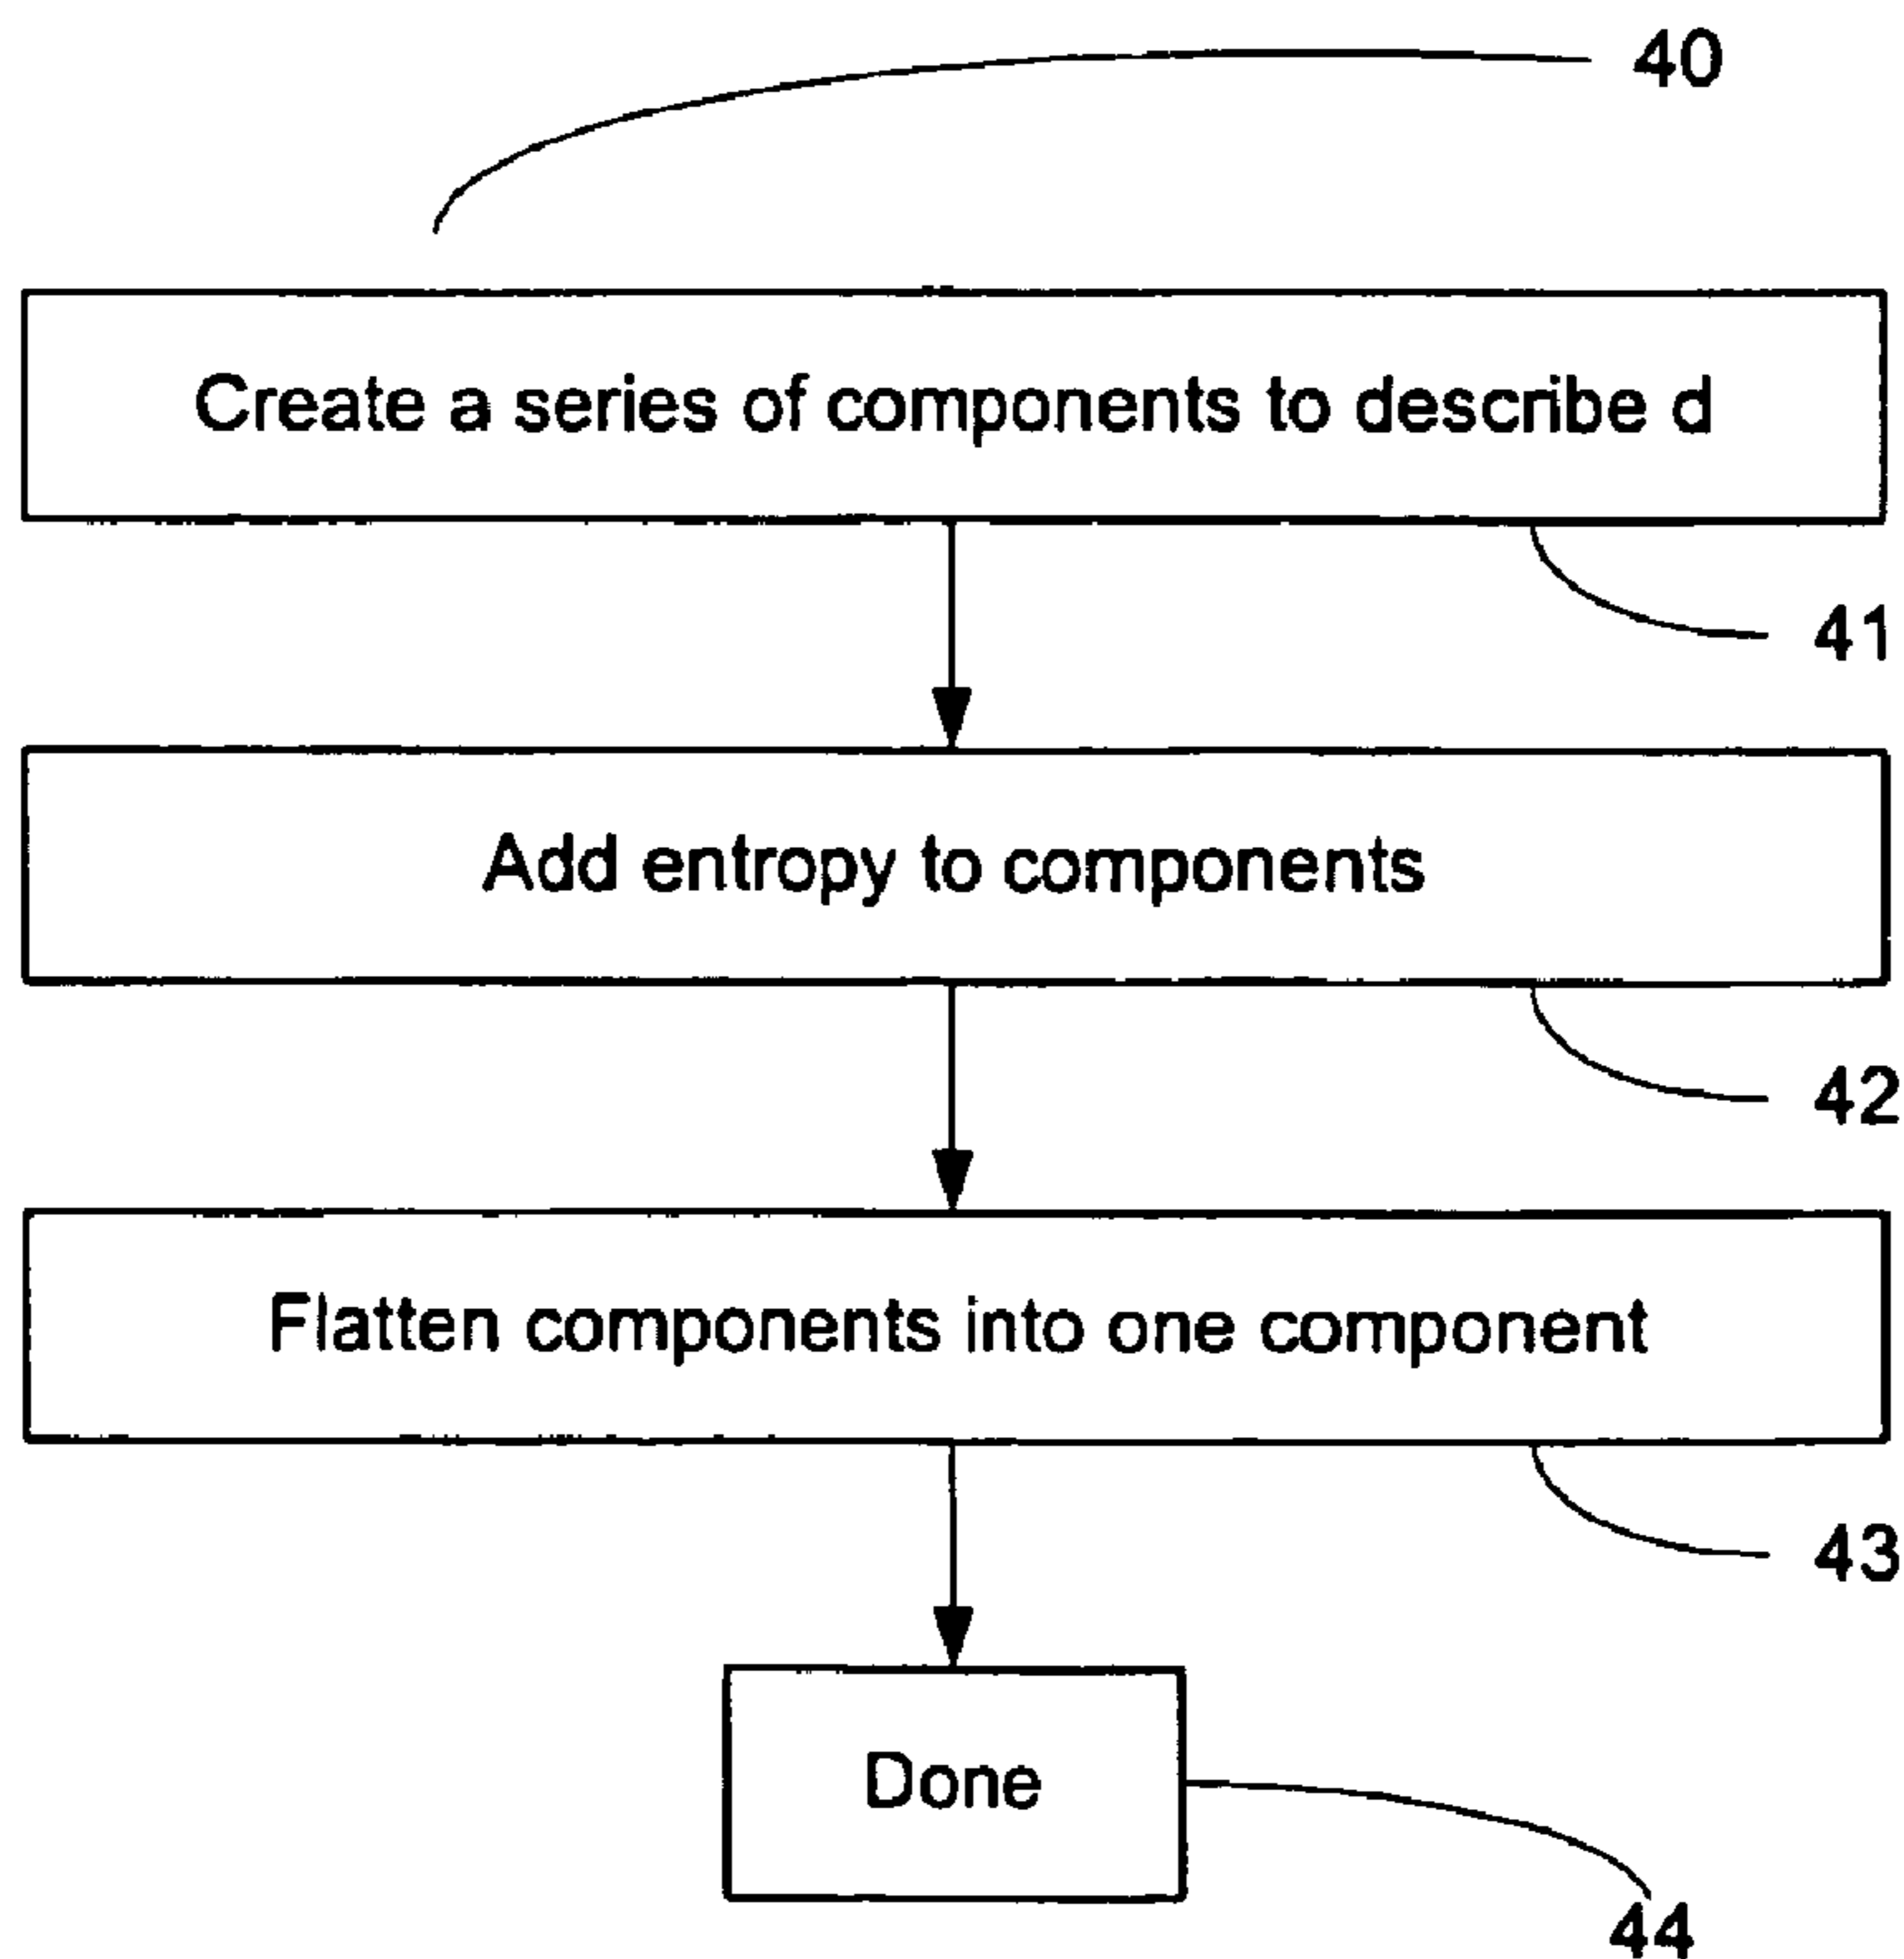 40
Create a series of components to describe d
41
Add entropy to components
42
Flatten components into one component
43
Done
44